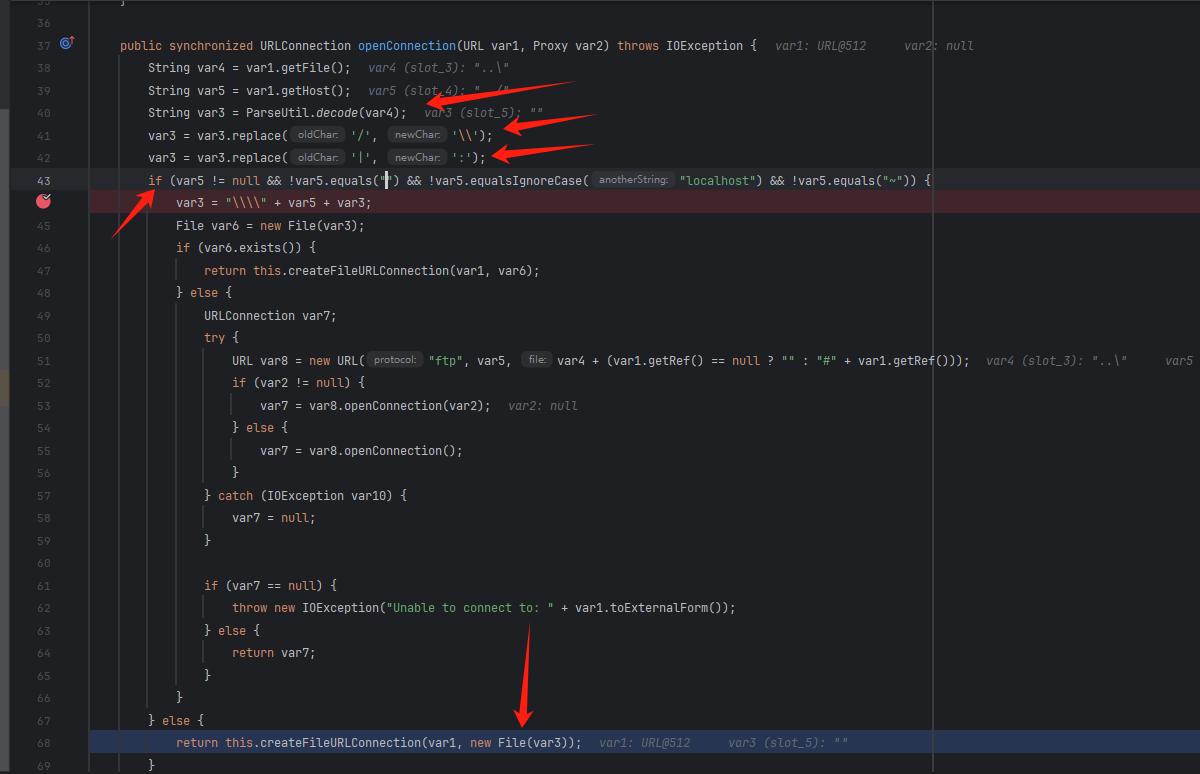 35 }
36
37 public synchronized URLConnection openConnection(URL var1, Proxy var2) throws IOException { var1: URL@512 var2: null
38 String var4 = var1.getFile(); var4 (slot_3): "..\"
39 String var5 = var1.getHost(); var5 (slot_4): "../"
40 String var3 = ParseUtil.decode(var4); var3 (slot_5): ""
41 var3 = var3.replace( oldChar: '/', newChar: '\\');
42 var3 = var3.replace( oldChar: '|', newChar: ':');
43 if (var5 != null && !var5.equals("") && !var5.equalsIgnoreCase( anotherString: "localhost") && !var5.equals("~")) {
var3 = "\\\\" + var5 + var3;
45 File var6 = new File(var3);
46 if (var6.exists()) {
47 return this.createFileURLConnection(var1, var6);
48 } else {
49 URLConnection var7;
50 try {
51 URL var8 = new URL( protocol: "ftp", var5, file: var4 + (var1.getRef() == null ? "" : "#" + var1.getRef())); var4 (slot_3): "..\" var5
52 if (var2 != null) {
53 var7 = var8.openConnection(var2); var2: null
54 } else {
55 var7 = var8.openConnection();
56 }
57 } catch (IOException var10) {
58 var7 = null;
59 }
60
61 if (var7 == null) {
62 throw new IOException("Unable to connect to: " + var1.toExternalForm());
63 } else {
64 return var7;
65 }
66 }
67 } else {
68 return this.createFileURLConnection(var1, new File(var3)); var1: URL@512 var3 (slot_5): ""
69 }